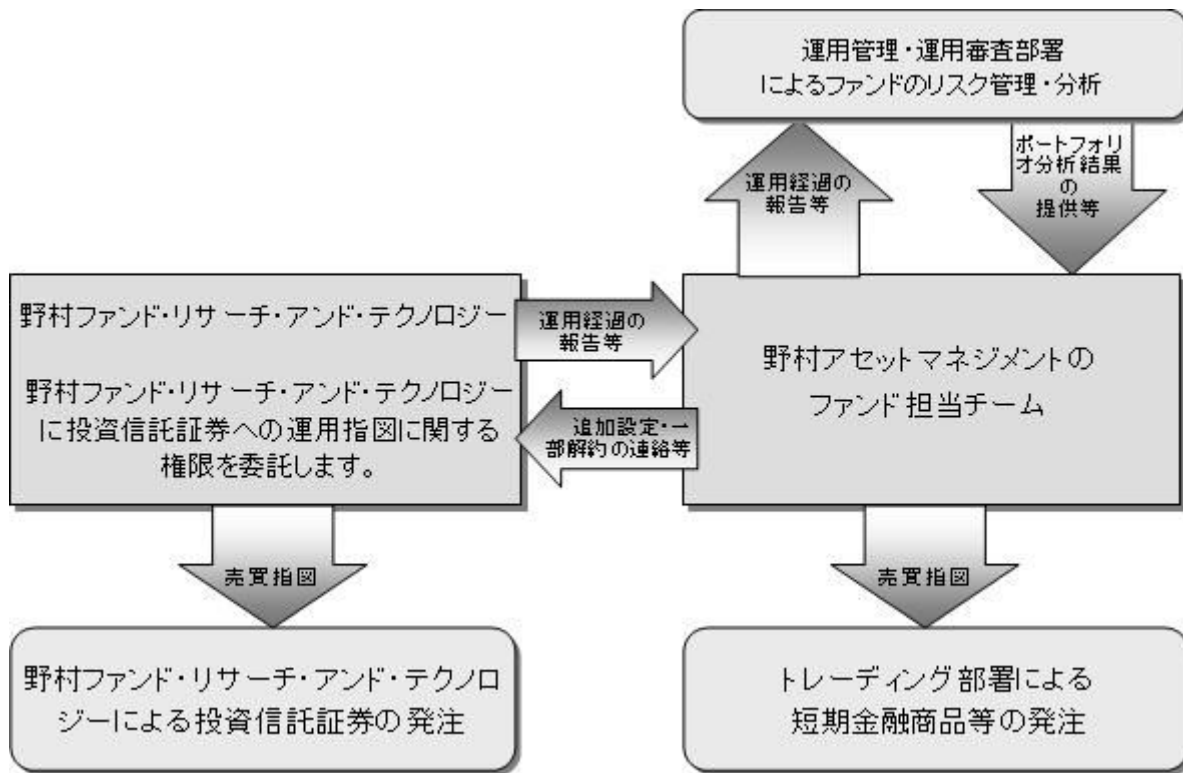 運用管理・運用審査部署
によるファンドのリスク管理・分析
運用経過の
報告等
ポートフォリ
オ分析結果
の
提供等
野村ファンド・リサーチ・アンド・テクノロジー
野村ファンド・リサーチ・アンド・テクノロジー
に投資信託証券への運用指図に関する
権限を委託します。
運用経過の
報告等
追加設定・一
部解約の連絡等
野村アセットマネジメントの
ファンド担当チーム
売買指図
売買指図
野村ファンド・リサーチ・アンド・テクノロ
ジーによる投資信託証券の発注
トレーディング部署による
短期金融商品等の発注